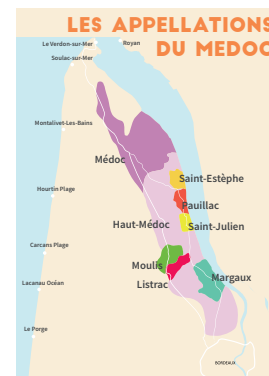 LES APPELLATIONS
DU MEDOC
Le Verdon-sur-Mer
Royan
Soulac-sur-Mer
Montalivet-Les-Bains
Médoc
Saint-Estèphe
Hourtin Plage
Pauillac
Haut-Médoc
Saint-Julien
Carcans Plage
Moulis
Margaux
Lacanau Océan
Listrac
Le Porge
BORDEAUX